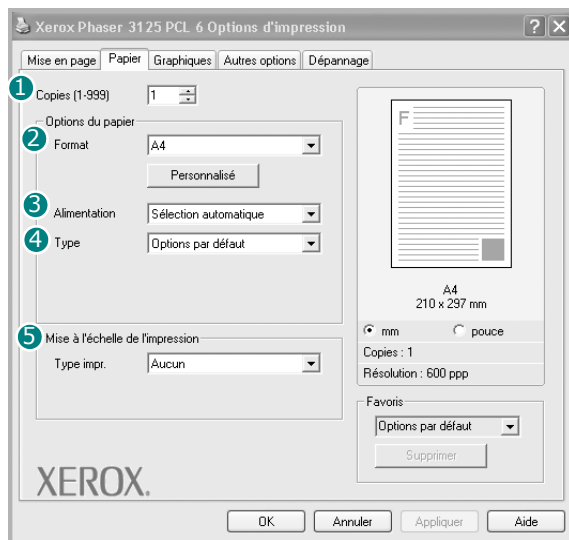 Xerox Phaser 3125 PCL 6 Options d'impression
Mise en page Papier Graphiques Autres options Dépannage
1 Copies (1-999) 1
Options du papier
2 Format A4
Personnalisé
3 Alimentation Sélection automatique
4 Type Options par défaut
5 Mise à l'échelle de l'impression
Type impr. Aucun
F
A4
210 x 297 mm
mm pouce
Copies : 1
Résolution : 600 ppp
Favoris
Options par défaut
Supprimer
XEROX.
OK Annuler Appliquer Aide